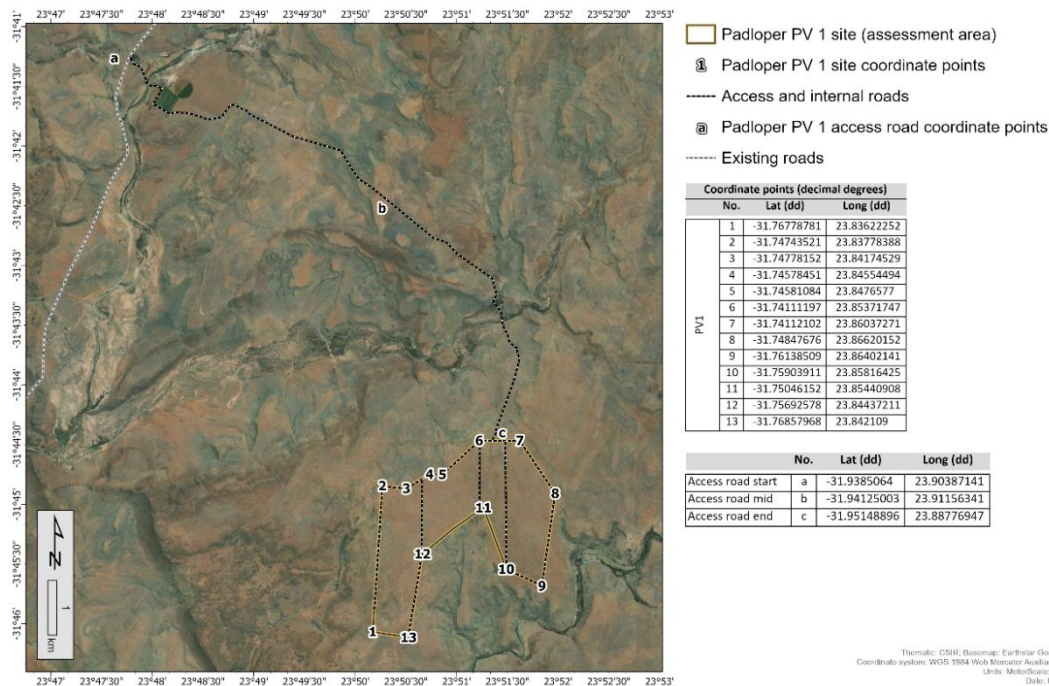 23°47' 23°48' 23°48'30" 23°49' 23°50' 23°50'30" 23°51' 23°51'30" 23°52' 23°52'30" 23°53'
-31°41'
-31°41'30"
-31°42'
-31°42'30"
-31°43'
-31°43'30"
-31°44'
-31°44'30"
-31°45'
-31°45'30"
-31°46'
a
b
c
6 7
4 5
2 3 8
11
12
10
9
1 13
N
1
km
23°47' 23°48' 23°48'30" 23°49' 23°50' 23°50'30" 23°51' 23°51'30" 23°52' 23°52'30" 23°53'
Padloper PV 1 site (assessment area)
1 Padloper PV 1 site coordinate points
Access and internal roads
a Padloper PV 1 access road coordinate points
Existing roads
Coordinate points (decimal degrees)
No. Lat (dd) Long (dd)
PV1
1 -31.76778781 23.83622252
2 -31.74743521 23.83778388
3 -31.74778152 23.84174529
4 -31.74578451 23.84554494
5 -31.74581084 23.8476577
6 -31.74111197 23.85371747
7 -31.74112102 23.86037271
8 -31.74847676 23.86620152
9 -31.76138509 23.86402141
10 -31.75903911 23.85816425
11 -31.75046152 23.85440908
12 -31.75692578 23.84437211
13 -31.76857968 23.842109
No. Lat (dd) Long (dd)
Access road start a -31.9385064 23.90387141
Access road mid b -31.94125003 23.91156341
Access road end c -31.95148896 23.88776947
Thematic: CSIR; Basemap: Earthstar Go
Coordinate system: WGS 1984 Web Mercator Auxilia
Units: Meter Scale:
Date: